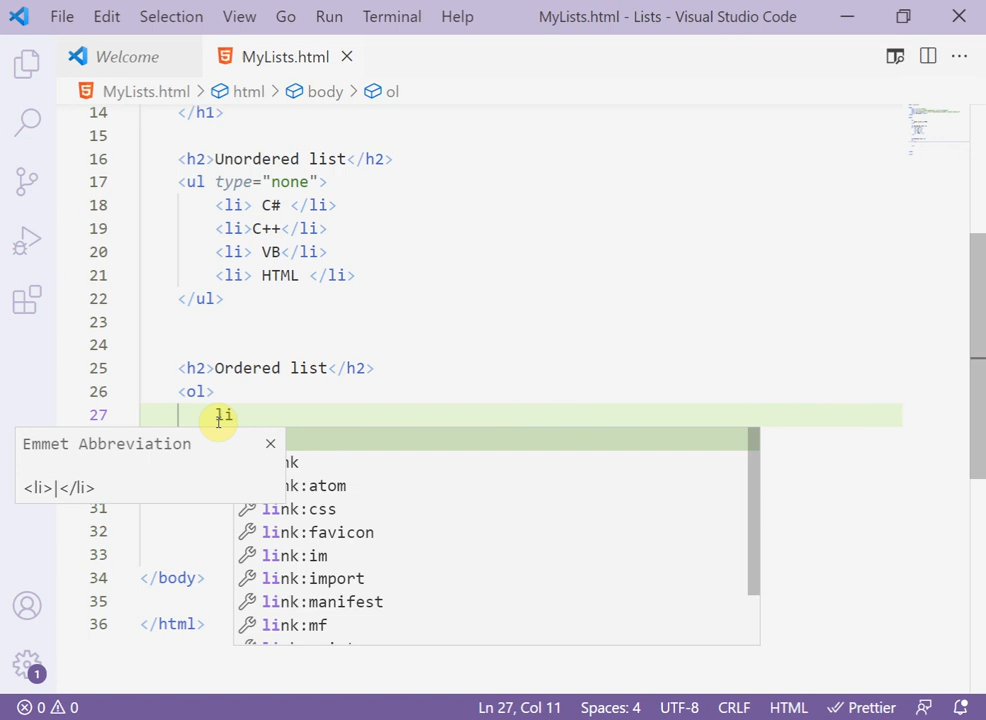 File Edit Selection View Go Run Terminal Help MyLists.html - Lists - Visual Studio Code
Welcome MyLists.html
MyLists.html > html > body > ol
14 </h1>
15
16 <h2>Unordered list</h2>
17 <ul type="none">
18 <li> C# </li>
19 <li>C++</li>
20 <li> VB</li>
21 <li> HTML </li>
22 </ul>
23
24
25 <h2>Ordered list</h2>
26 <ol>
27 li
Emmet Abbreviation
<li>|</li>
nk
nk:atom
link:css
link:favicon
link:im
link:import
link:manifest
link:mf
31
32
33
34 </body>
35
36 </html>
1
0 0 Ln 27, Col 11 Spaces: 4 UTF-8 CRLF HTML Prettier